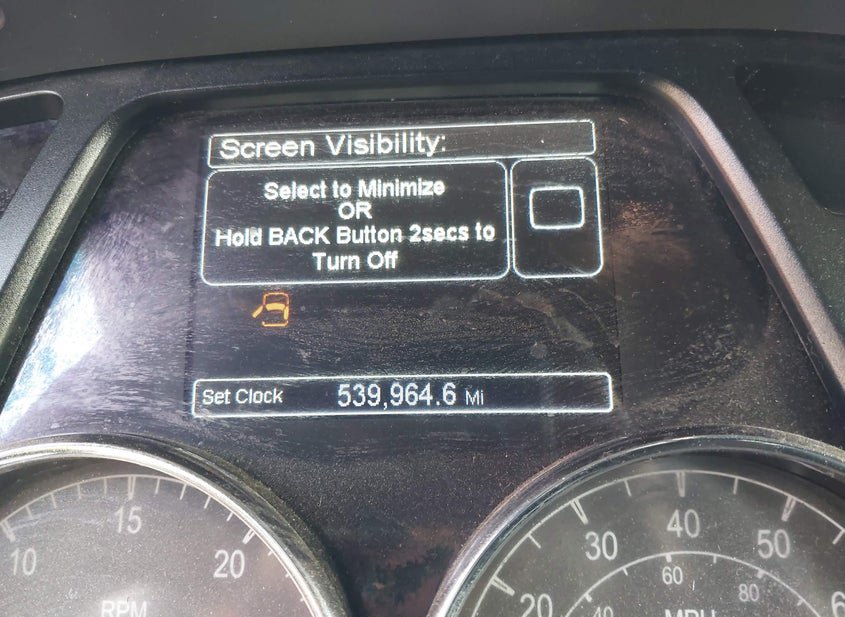 Screen Visibility:
Select to Minimize
OR
Hold BACK Button 2secs to
Turn Off
Set Clock 539,964.6 Mi
10 15 20
RPM
20 30 40 50
40 60 80
MPH